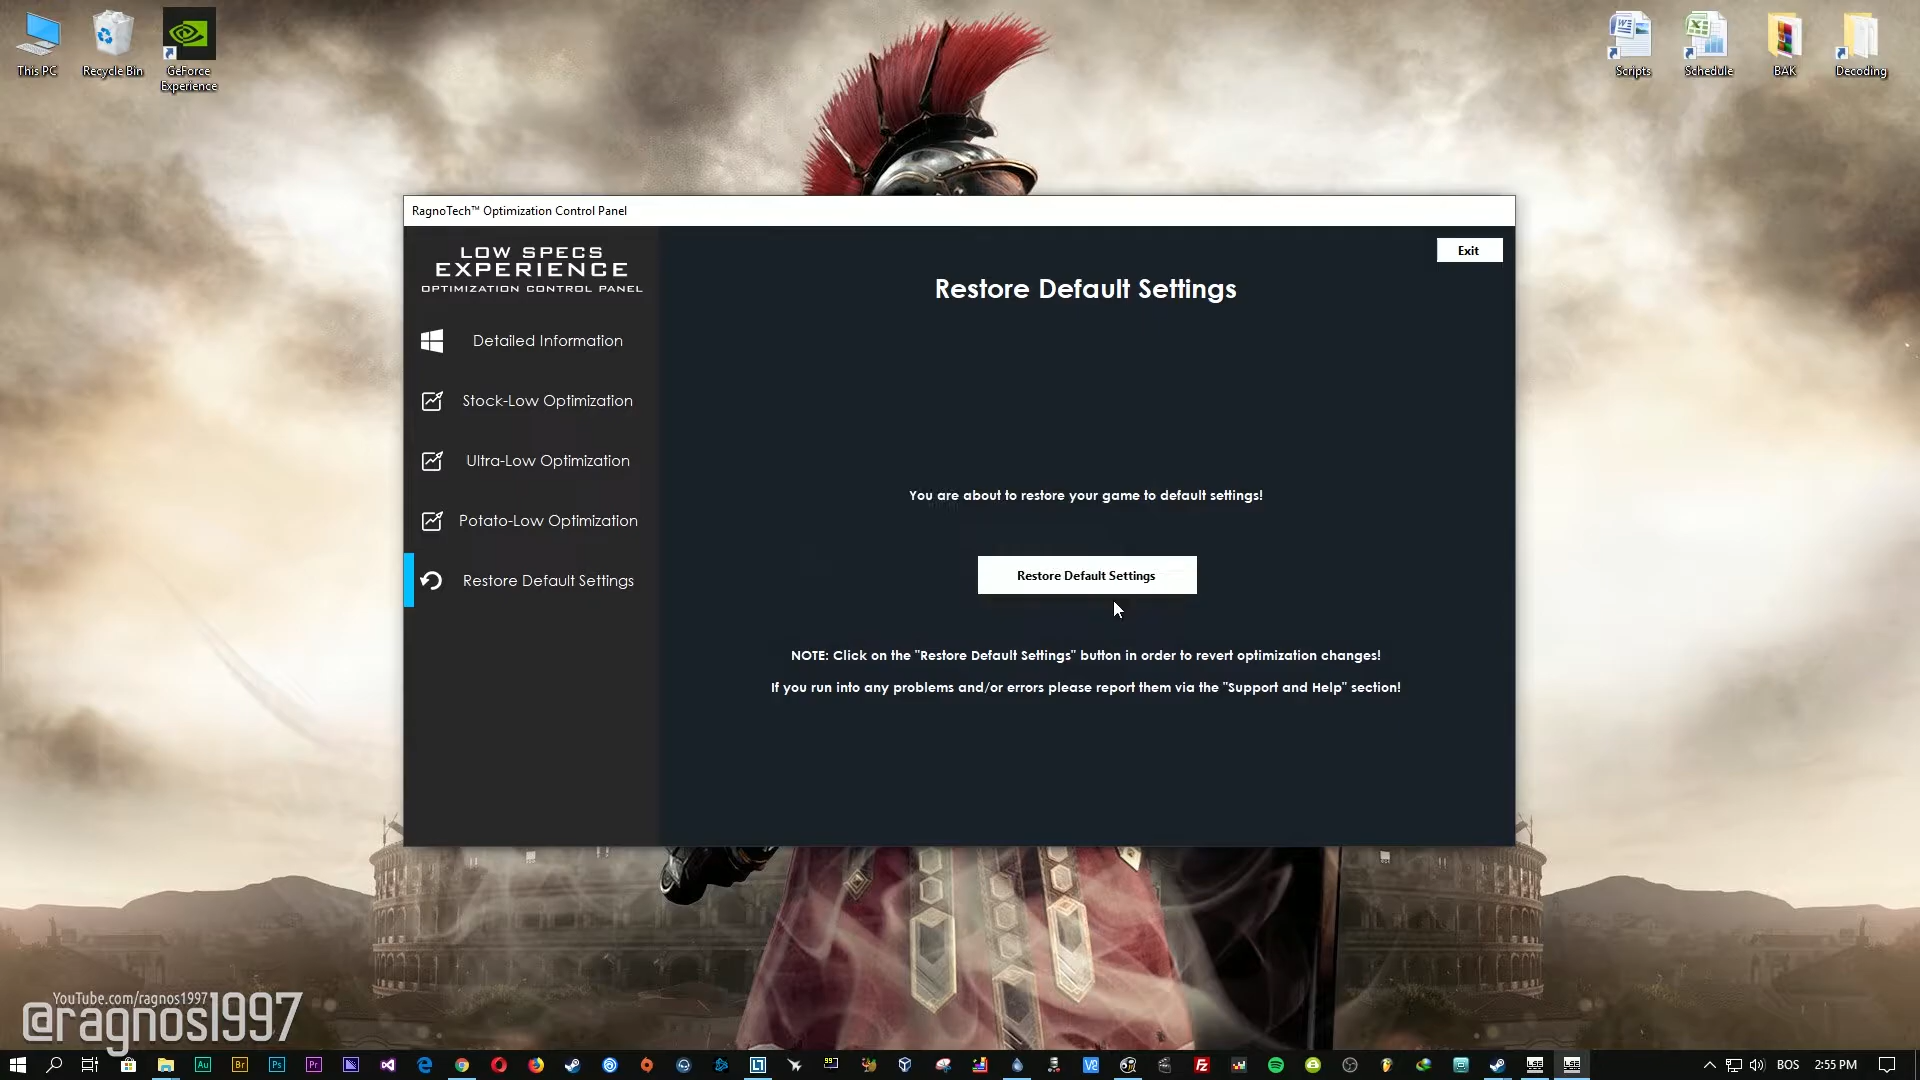 This PC
Recycle Bin
GeForce
Experience
Scripts
Schedule
BAK
Decoding
RagnoTech™ Optimization Control Panel
LOW SPECS
EXPERIENCE
OPTIMIZATION CONTROL PANEL
Detailed Information
Stock-Low Optimization
Ultra-Low Optimization
Potato-Low Optimization
Restore Default Settings
Exit
Restore Default Settings
You are about to restore your game to default settings!
Restore Default Settings
NOTE: Click on the "Restore Default Settings" button in order to revert optimization changes!
If you run into any problems and/or errors please report them via the "Support and Help" section!
YouTube.com/ragnos1997
@ragnos1997
BOS
2:55 PM